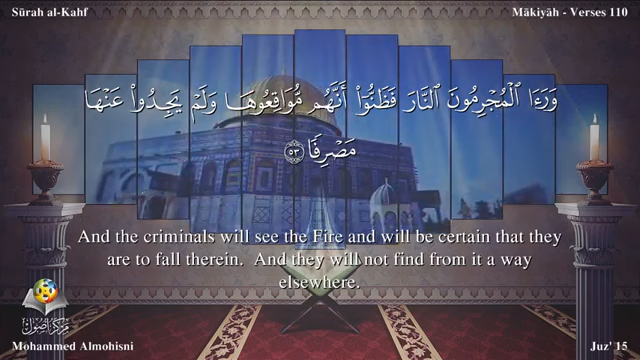 Sūrah al-Kahf
Mākiyāh - Verses 110
وَرَءَا ٱلْمُجْرِمُونَ ٱلنَّارَ فَظَنُّوٓا۟ أَنَّهُم مُّوَاقِعُوهَا وَلَمْ يَجِدُوا۟ عَنْهَا
مَصْرِفًا ٥٣
And the criminals will see the Fire and will be certain that they
are to fall therein. And they will not find from it a way
elsewhere.
Mohammed Almohisni
Juz' 15